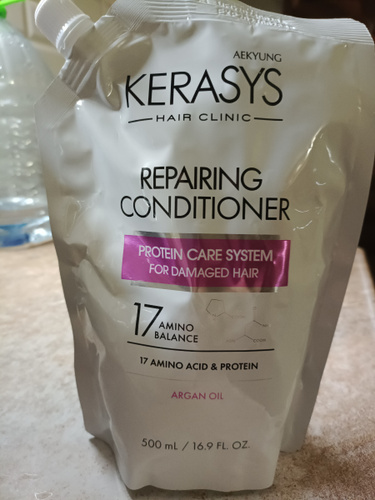 AEKYUNG
KERASYS
HAIR CLINIC
REPAIRING
CONDITIONER
PROTEIN CARE SYSTEM,
FOR DAMAGED HAIR
17 AMINO
BALANCE
17 AMINO ACID & PROTEIN
ARGAN OIL
500 mL / 16.9 FL. OZ.